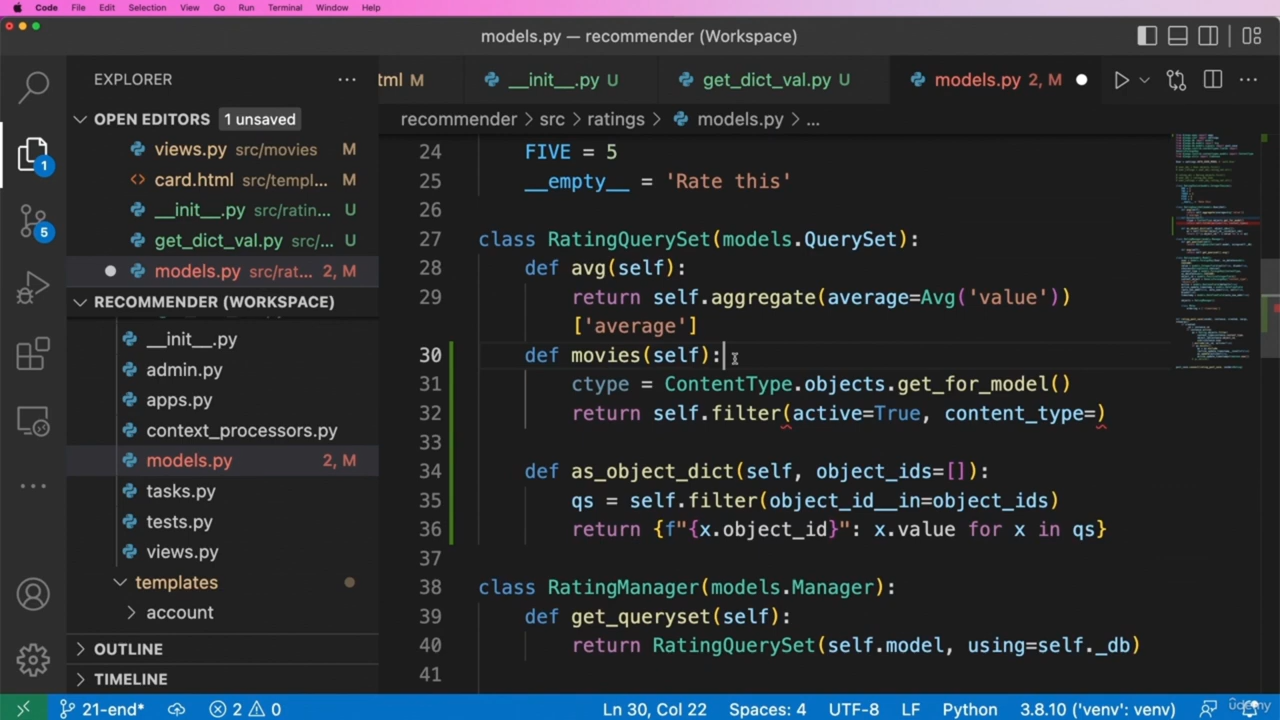 Code File Edit Selection View Go Run Terminal Window Help
models.py — recommender (Workspace)
EXPLORER
html M
__init__.py U
get_dict_val.py U
models.py 2, M
OPEN EDITORS 1 unsaved
recommender > src > ratings > models.py > ...
views.py src/movies M
card.html src/templ... M
__init__.py src/ratin... U
get_dict_val.py src/... U
models.py src/rat... 2, M
RECOMMENDER (WORKSPACE)
__init__.py
admin.py
apps.py
context_processors.py
models.py 2, M
tasks.py
tests.py
views.py
templates
account
OUTLINE
TIMELINE
1
5
24 FIVE = 5
25 __empty__ = 'Rate this'
26
27 class RatingQuerySet(models.QuerySet):
28 def avg(self):
29 return self.aggregate(average=Avg('value'))
['average']
30 def movies(self):
31 ctype = ContentType.objects.get_for_model()
32 return self.filter(active=True, content_type=)
33
34 def as_object_dict(self, object_ids=[]):
35 qs = self.filter(object_id__in=object_ids)
36 return {f"{x.object_id}": x.value for x in qs}
37
38 class RatingManager(models.Manager):
39 def get_queryset(self):
40 return RatingQuerySet(self.model, using=self._db)
41
21-end* 2 0 Ln 30, Col 22 Spaces: 4 UTF-8 LF Python 3.8.10 ('venv': venv)
udemy